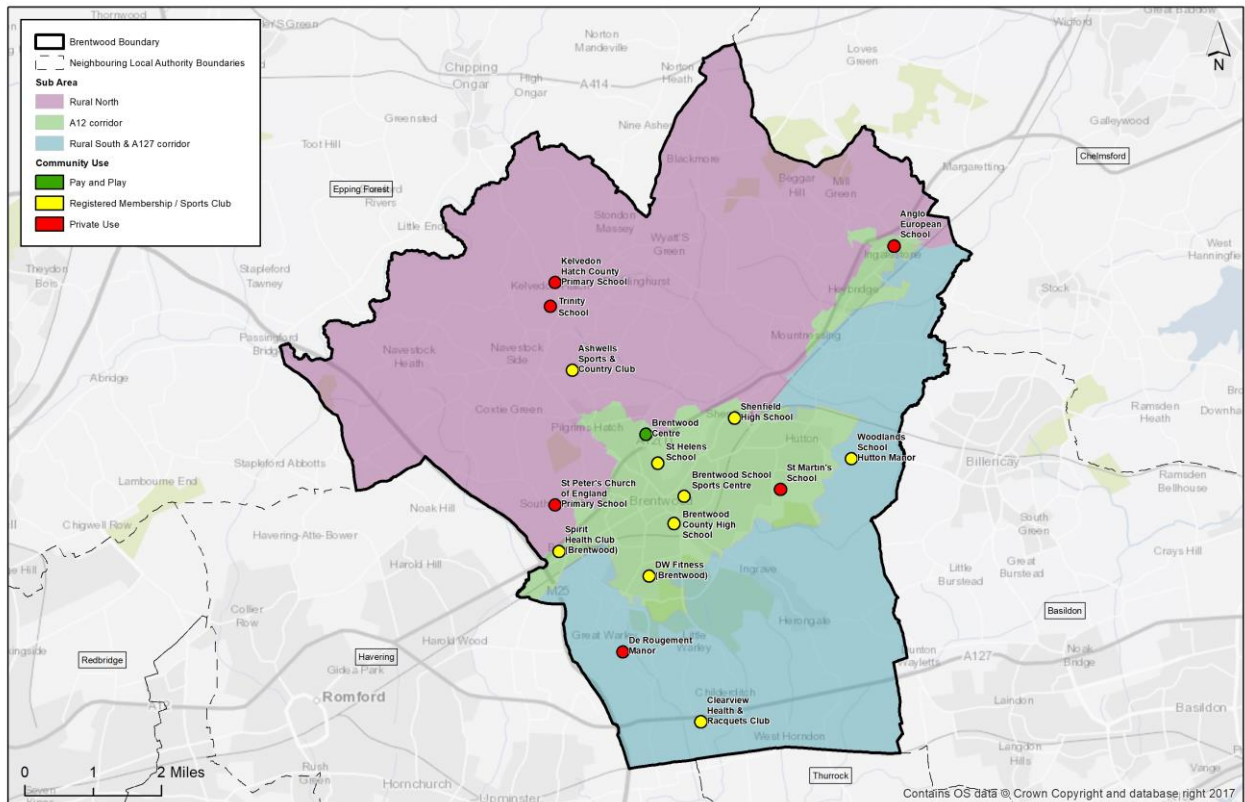 Brentwood Boundary
Neighbouring Local Authority Boundaries
Sub Area
Rural North
A12 corridor
Rural South & A127 corridor
Community Use
Pay and Play
Registered Membership / Sports Club
Private Use
N
Thornwood
Norton
Mandeville
Chipping
Ongar
High
Ongar
A414
Norton
Heath
Loves
Green
Widford
Great Baddow
Galleywood
Greensted
Toot Hill
Nine Ashes
Blackmore
Beggar
Hill
Mill
Green
Margaretting
Chelmsford
Epping Forest
Rivers
Little End
Stondon
Massey
Wyatt'S
Green
Anglo
European
School
West
Hanningfield
Theydon
Bois
Stapleford
Tawney
Kelvedon
Hatch County
Primary School
Trinity
School
Stock
Mountnessing
Passingford
Bridge
Navestock
Heath
Navestock
Side
Ashwells
Sports &
Country Club
Abridge
Coxtie Green
Pilgrims Hatch
Brentwood
Centre
Shenfield
High School
Ramsden
Heath
Hutton
Woodlands
School
Hutton Manor
St Helens
School
Billericay
Ramsden
Bellhouse
Stapleford Abbotts
Lambourne End
Brentwood School
Sports Centre
St Martin's
School
St Peter's Church
of England
Primary School
Brentwood
Noak Hill
Chigwell Row
Havering-Atte-Bower
South
Green
Brentwood
County High
School
Spirit
Health Club
(Brentwood)
Crays Hill
Harold Hill
Little
Burstead
Great
Burstead
Ingrave
DW Fitness
(Brentwood)
M25
Collier
Row
Herongate
Basildon
Great Warley
Little
Warley
Harold Wood
De Rougement
Manor
Havering
Redbridge
Gidea Park
A127
Noak
Bridge
Romford
A12
Childerditch
Clearview
Health &
Racquets Club
Laindon
Basildon
West Horndon
Langdon
Hills
Rush
Green
Hornchurch
Upminster
Thurrock
Vange
0 1 2 Miles
Contains OS data © Crown Copyright and database right 2017